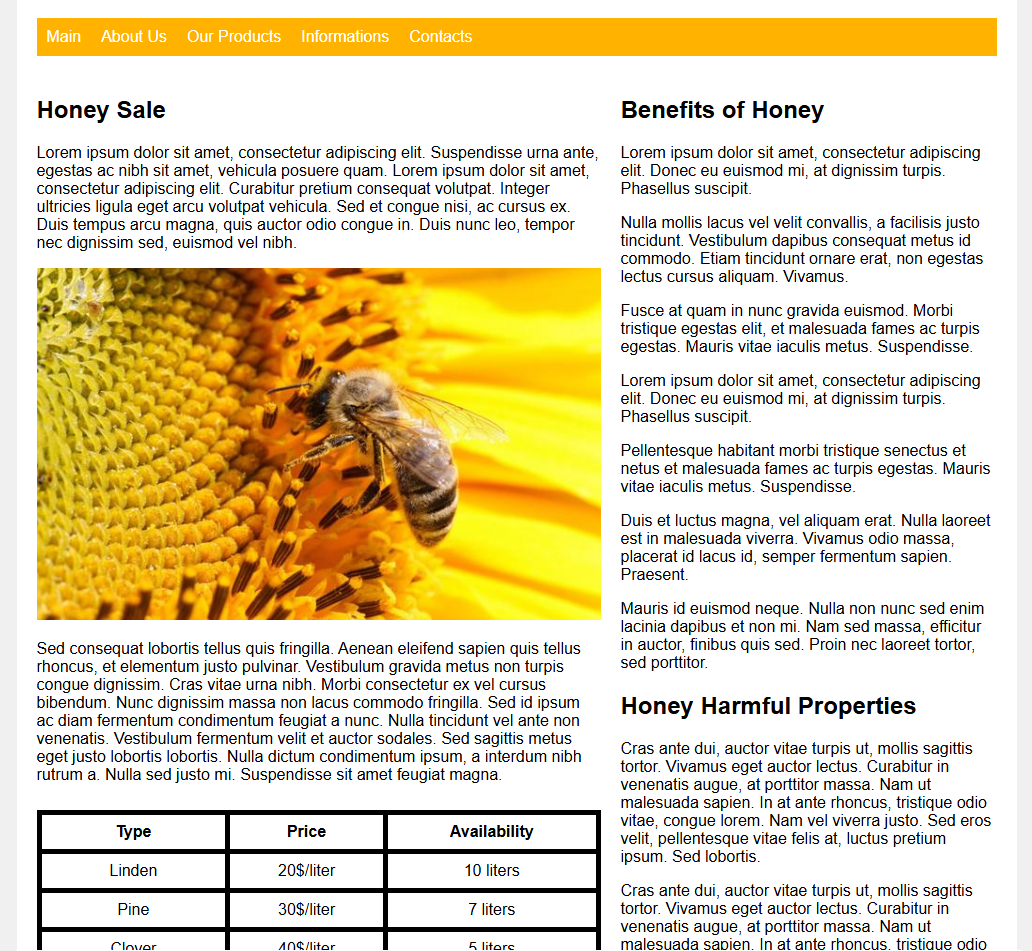 Main About Us Our Products Informations Contacts
Honey Sale
Lorem ipsum dolor sit amet, consectetur adipiscing elit. Suspendisse urna ante,
egestas ac nibh sit amet, vehicula posuere quam. Lorem ipsum dolor sit amet,
consectetur adipiscing elit. Curabitur pretium consequat volutpat. Integer
ultricies ligula eget arcu volutpat vehicula. Sed et congue nisi, ac cursus ex.
Duis tempus arcu magna, quis auctor odio congue in. Duis nunc leo, tempor
nec dignissim sed, euismod vel nibh.
Sed consequat lobortis tellus quis fringilla. Aenean eleifend sapien quis tellus
rhoncus, et elementum justo pulvinar. Vestibulum gravida metus non turpis
congue dignissim. Cras vitae urna nibh. Morbi consectetur ex vel cursus
bibendum. Nunc dignissim massa non lacus commodo fringilla. Sed id ipsum
ac diam fermentum condimentum feugiat a nunc. Nulla tincidunt vel ante non
venenatis. Vestibulum fermentum velit et auctor sodales. Sed sagittis metus
eget justo lobortis lobortis. Nulla dictum condimentum ipsum, a interdum nibh
rutrum a. Nulla sed justo mi. Suspendisse sit amet feugiat magna.
Type Price Availability
Linden 20$/liter 10 liters
Pine 30$/liter 7 liters
Clover 40$/liter 5 liters
Benefits of Honey
Lorem ipsum dolor sit amet, consectetur adipiscing
elit. Donec eu euismod mi, at dignissim turpis.
Phasellus suscipit.
Nulla mollis lacus vel velit convallis, a facilisis justo
tincidunt. Vestibulum dapibus consequat metus id
commodo. Etiam tincidunt ornare erat, non egestas
lectus cursus aliquam. Vivamus.
Fusce at quam in nunc gravida euismod. Morbi
tristique egestas elit, et malesuada fames ac turpis
egestas. Mauris vitae iaculis metus. Suspendisse.
Lorem ipsum dolor sit amet, consectetur adipiscing
elit. Donec eu euismod mi, at dignissim turpis.
Phasellus suscipit.
Pellentesque habitant morbi tristique senectus et
netus et malesuada fames ac turpis egestas. Mauris
vitae iaculis metus. Suspendisse.
Duis et luctus magna, vel aliquam erat. Nulla laoreet
est in malesuada viverra. Vivamus odio massa,
placerat id lacus id, semper fermentum sapien.
Praesent.
Mauris id euismod neque. Nulla non nunc sed enim
lacinia dapibus et non mi. Nam sed massa, efficitur
in auctor, finibus quis sed. Proin nec laoreet tortor,
sed porttitor.
Honey Harmful Properties
Cras ante dui, auctor vitae turpis ut, mollis sagittis
tortor. Vivamus eget auctor lectus. Curabitur in
venenatis augue, at porttitor massa. Nam ut
malesuada sapien. In at ante rhoncus, tristique odio
vitae, congue lorem. Nam vel viverra justo. Sed eros
velit, pellentesque vitae felis at, luctus pretium
ipsum. Sed lobortis.
Cras ante dui, auctor vitae turpis ut, mollis sagittis
tortor. Vivamus eget auctor lectus. Curabitur in
venenatis augue, at porttitor massa. Nam ut
malesuada sapien. In at ante rhoncus, tristique odio